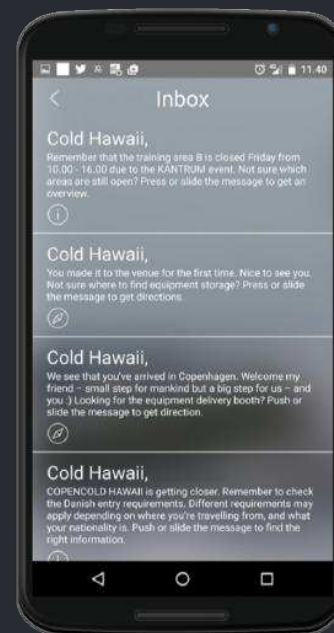 11.40
Inbox
Cold Hawaii,
Remember that the training area B is closed Friday from
10.00 - 16.00 due to the KANTRUM event. Not sure which
areas are still open? Press or slide the message to get an
overview.
Cold Hawaii,
You made it to the venue for the first time. Nice to see you.
Not sure where to find equipment storage? Press or slide
the message to get directions.
Cold Hawaii,
We see that you've arrived in Copenhagen. Welcome my
friend – small step for mankind but a big step for us – and
you :) Looking for the equipment delivery booth? Push or
slide the message to get direction.
Cold Hawaii,
COPENCOLD HAWAII is getting closer. Remember to check
the Danish entry requirements. Different requirements may
apply depending on where you're travelling from, and what
your nationality is. Push or slide the message to find the
right information.